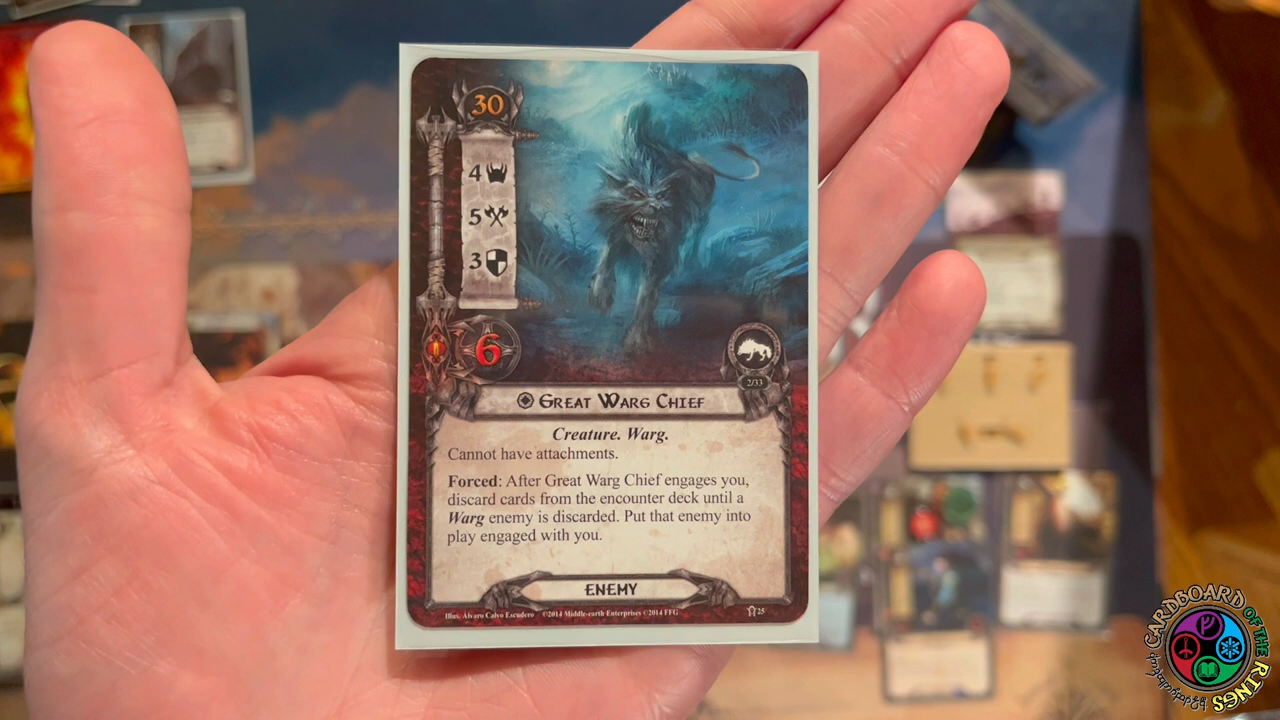 30
4
5
3
6
2/33
Great Warg Chief
Creature. Warg.
Cannot have attachments.
Forced: After Great Warg Chief engages you,
discard cards from the encounter deck until a
Warg enemy is discarded. Put that enemy into
play engaged with you.
ENEMY
Illus. Álvaro Calvo Escudero ©2014 Middle-earth Enterprises ©2014 FFG 25
CARDBOARD OF THE RINGS